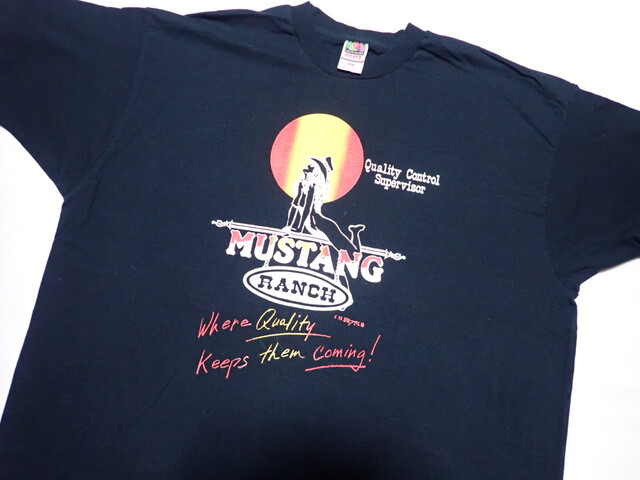 Quality Control
Supervisor
MUSTANG
RANCH
Where Quality
Keeps them Coming!